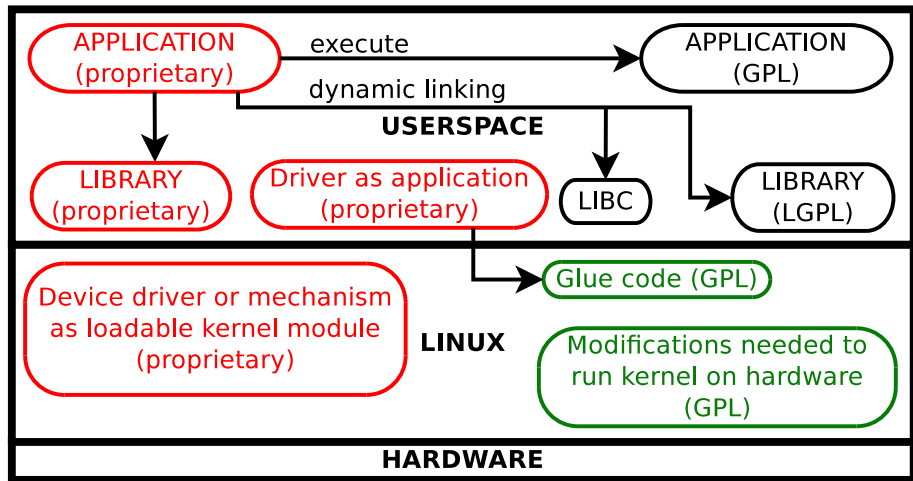 APPLICATION
(proprietary)
execute
APPLICATION
(GPL)
dynamic linking
USERSPACE
LIBRARY
(proprietary)
Driver as application
(proprietary)
LIBC
LIBRARY
(LGPL)
Device driver or mechanism
as loadable kernel module
(proprietary)
LINUX
Glue code (GPL)
Modifications needed to
run kernel on hardware
(GPL)
HARDWARE